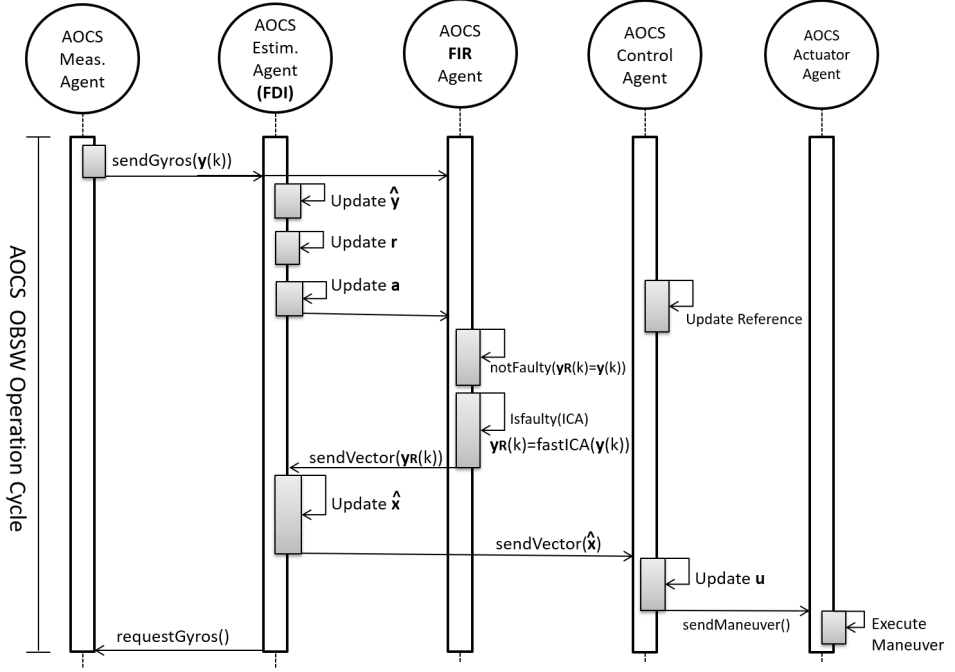 AOCS
Meas.
Agent
AOCS
Estim.
Agent
(FDI)
AOCS
FIR
Agent
AOCS
Control
Agent
AOCS
Actuator
Agent
AOCS OBSW Operation Cycle
sendGyros(y(k))
Update ŷ
Update r
Update a
Update Reference
notFaulty(yR(k)=y(k))
Isfaulty(ICA)
yR(k)=fastICA(y(k))
sendVector(yR(k))
Update x̂
sendVector(x̂)
Update u
sendManeuver()
Execute
Maneuver
requestGyros()